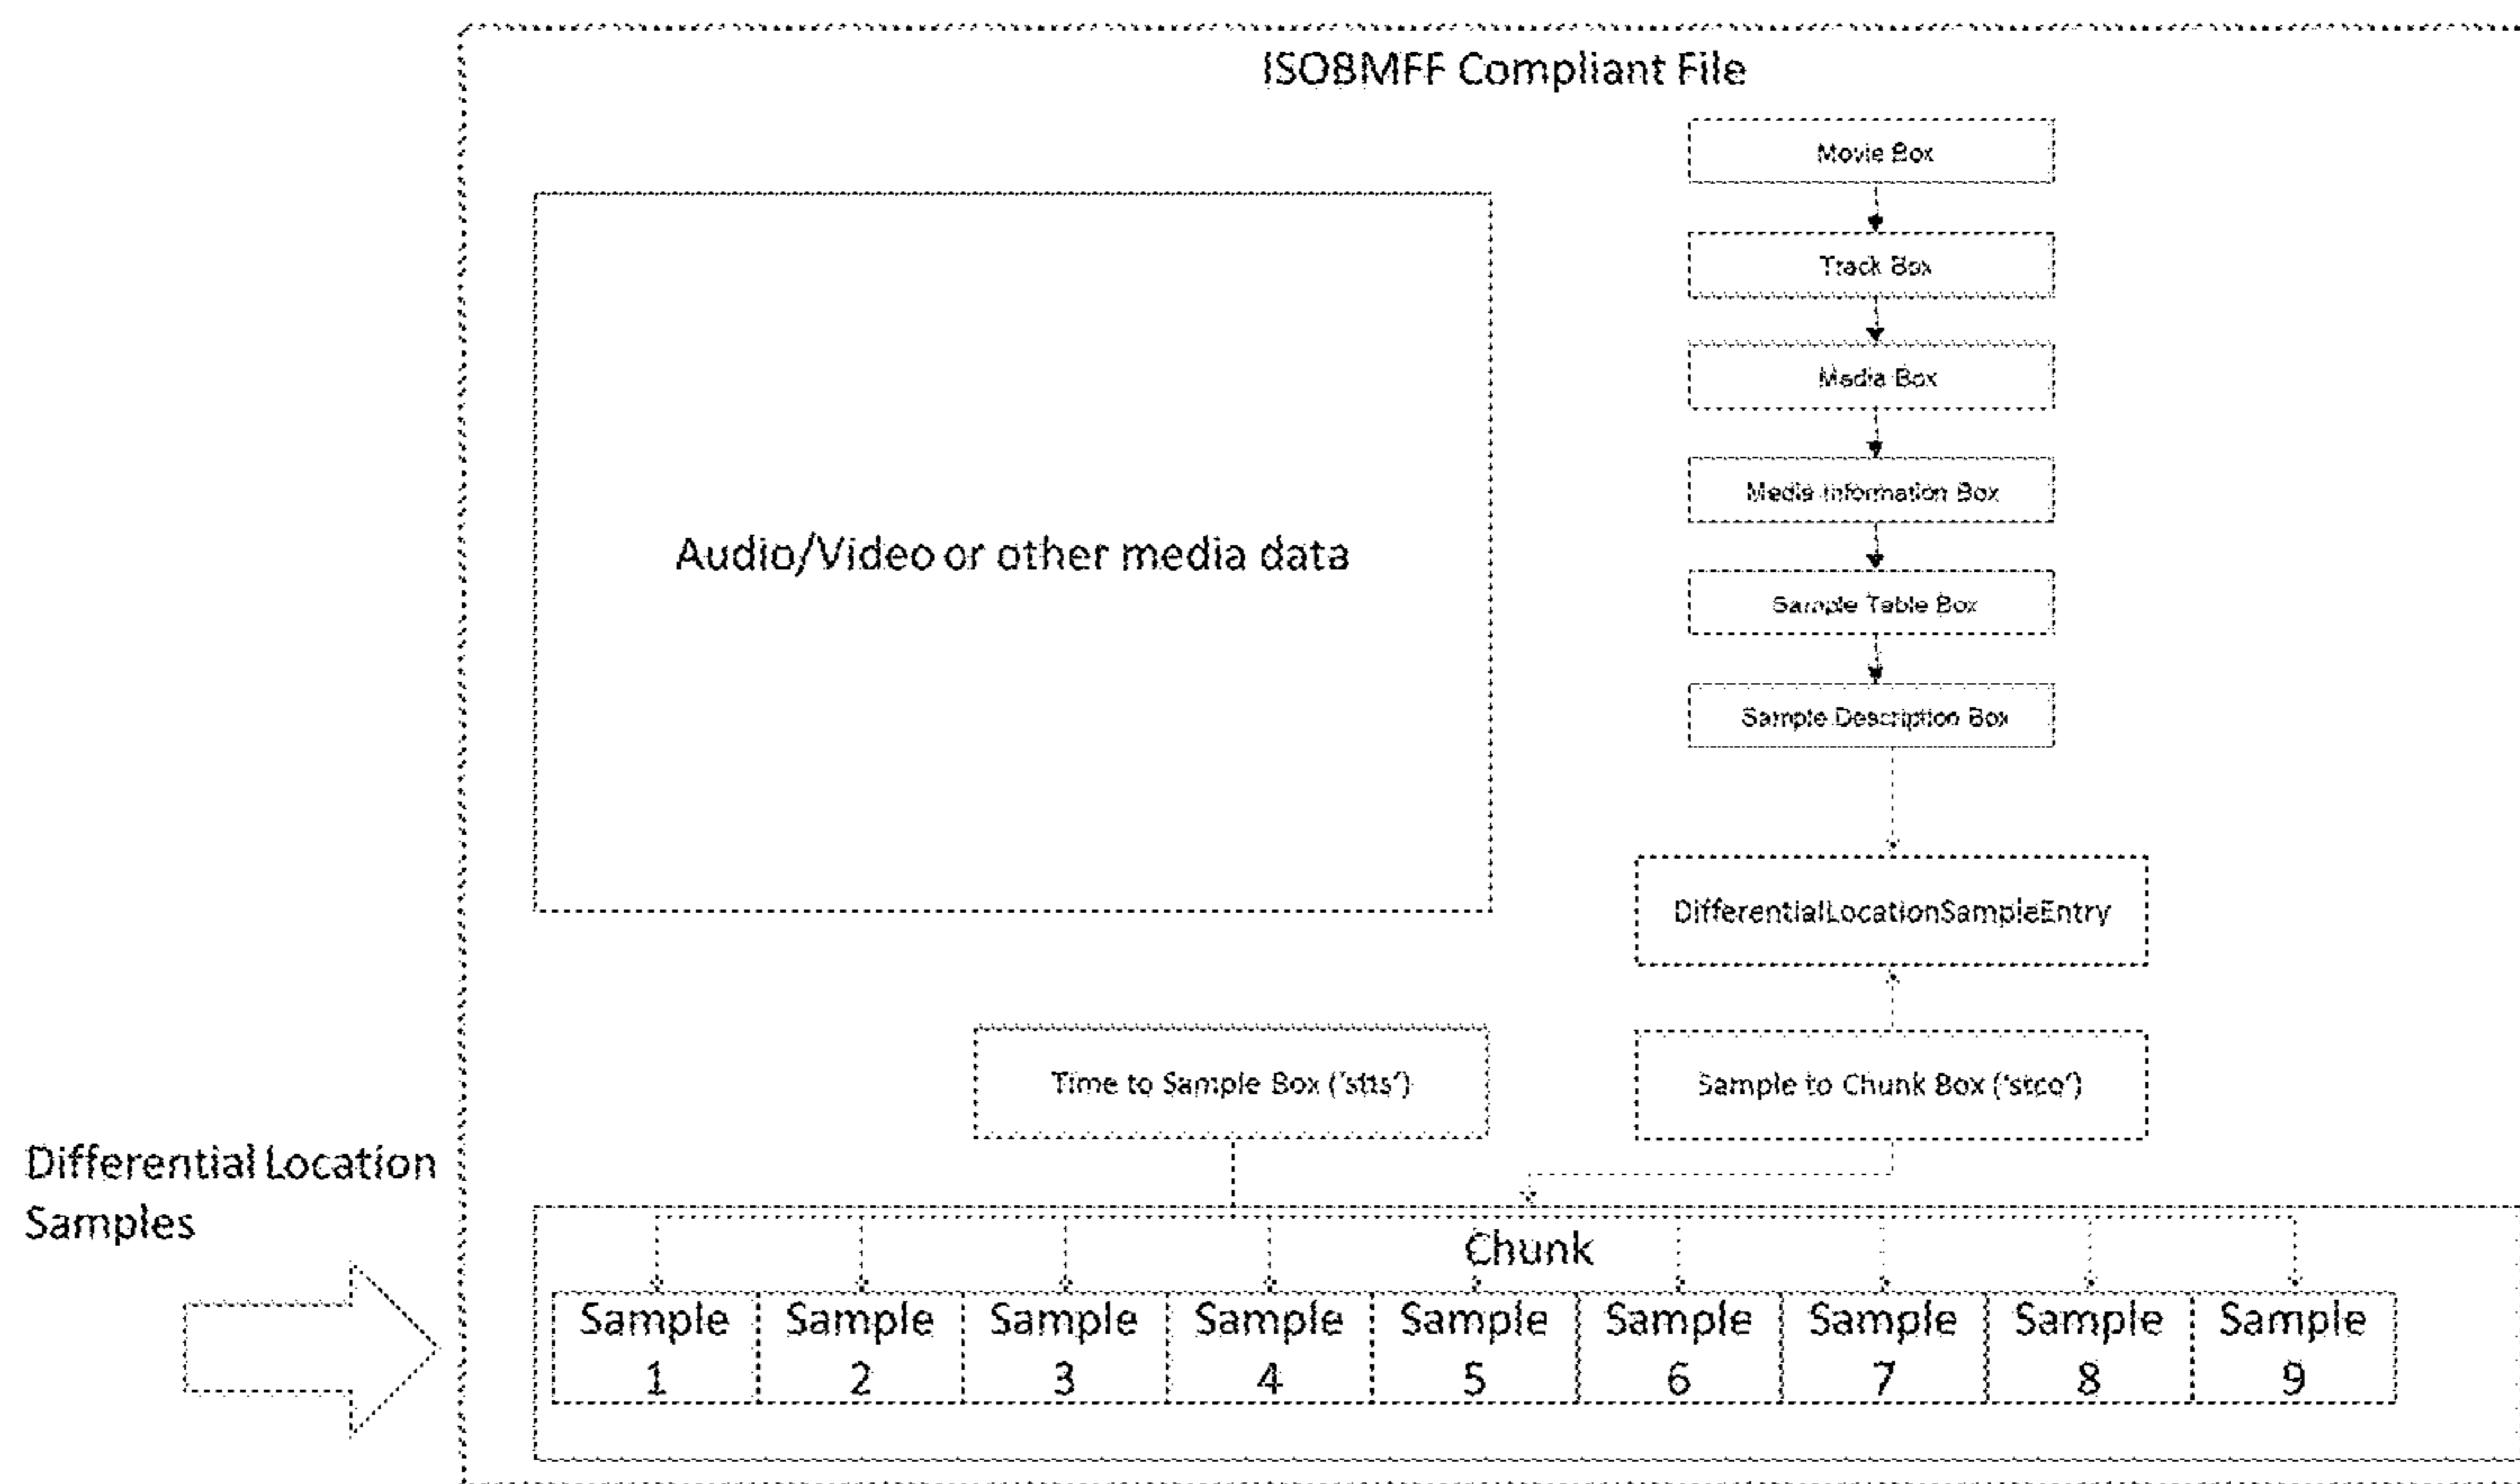 ISOBMFF Compliant File
Movie Box
Track Box
Media Box
Media Information Box
Sample Table Box
Sample Description Box
Audio/Video or other media data
DifferentialLocationSampleEntry
Time to Sample Box ('stts')
Sample to Chunk Box ('stco')
Differential Location
Samples
Chunk
Sample Sample Sample Sample Sample Sample Sample Sample Sample
1 2 3 4 5 6 7 8 9